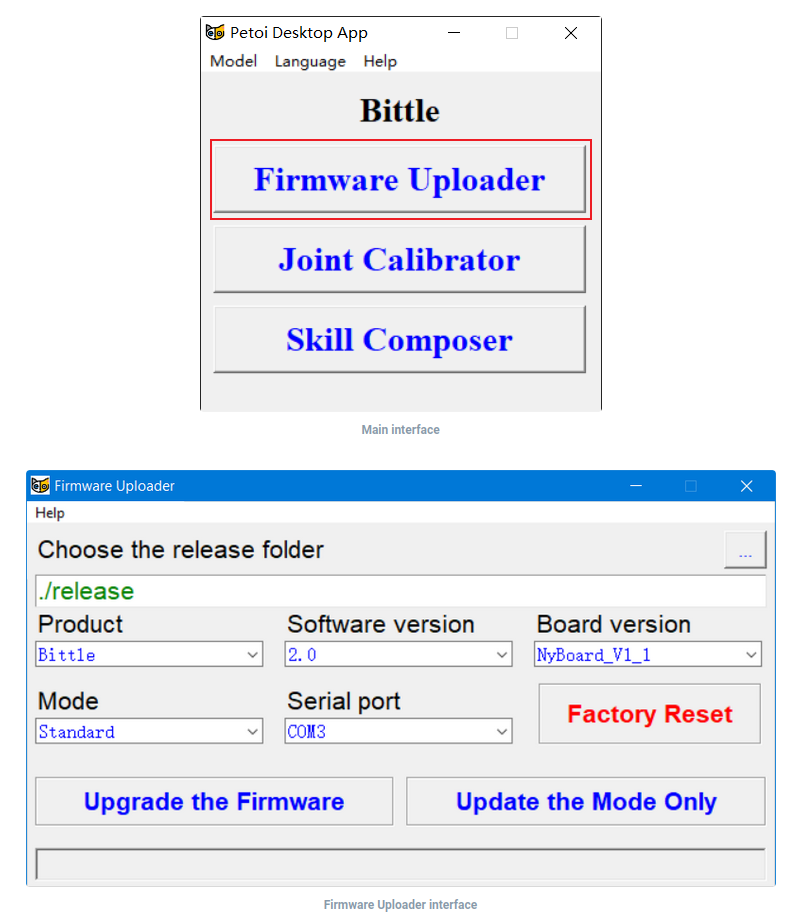 Petoi Desktop App
Model Language Help
Bittle
Firmware Uploader
Joint Calibrator
Skill Composer
Main interface
Firmware Uploader
Help
Choose the release folder
...
./release
Product Software version Board version
Bittle 2.0 NyBoard_V1_1
Mode Serial port
Standard COM3
Factory Reset
Upgrade the Firmware Update the Mode Only
Firmware Uploader interface